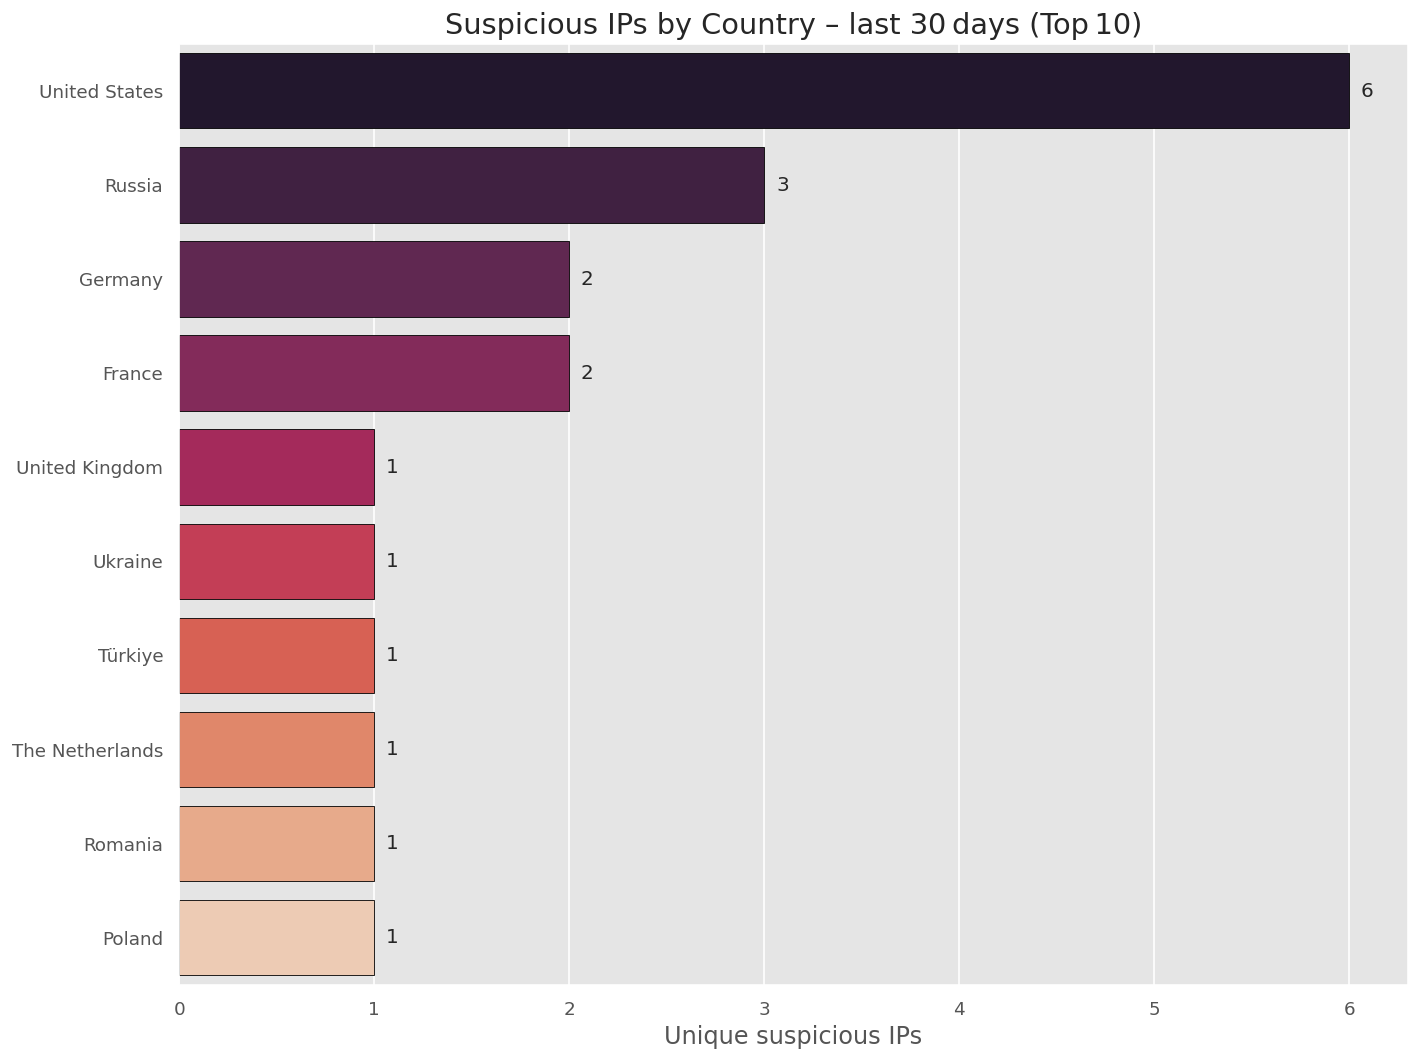 Suspicious IPs by Country – last 30 days (Top 10)
United States 6
Russia 3
Germany 2
France 2
United Kingdom 1
Ukraine 1
Türkiye 1
The Netherlands 1
Romania 1
Poland 1
0 1 2 3 4 5 6
Unique suspicious IPs